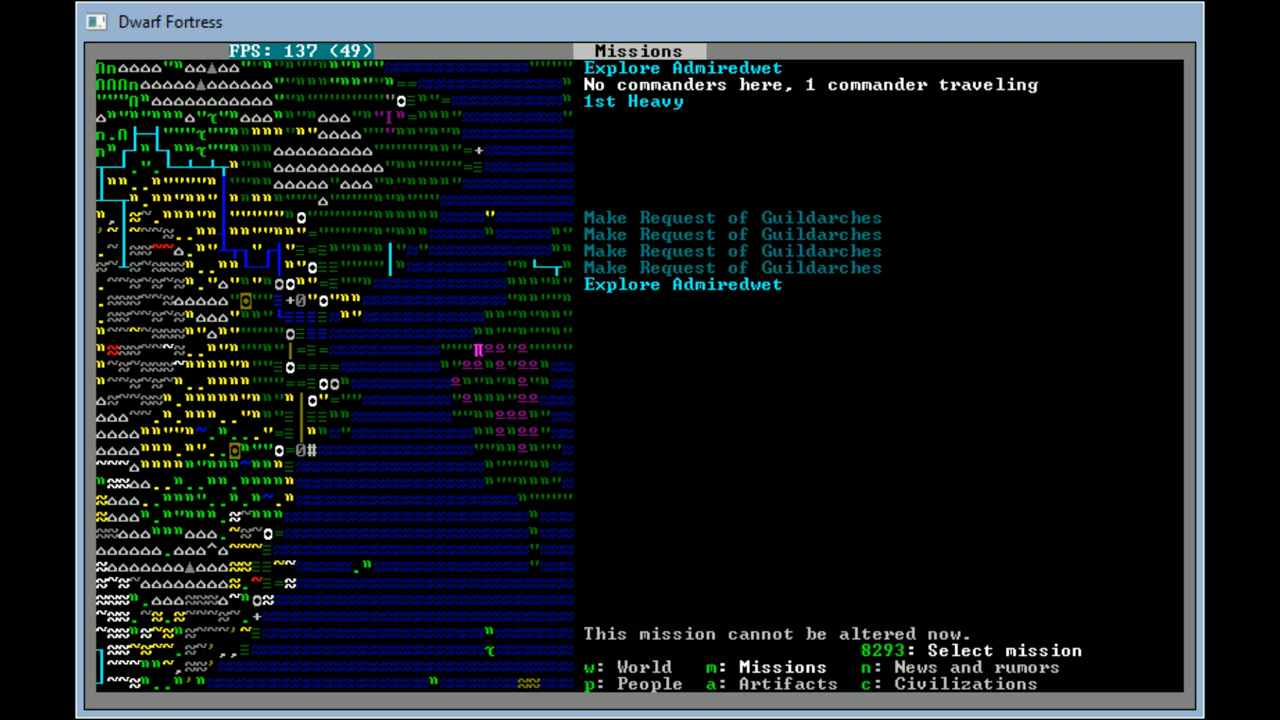 Dwarf Fortress
FPS: 137 (49)
Missions
Explore Admiredwet
No commanders here, 1 commander traveling
1st Heavy
Make Request of Guildarches
Make Request of Guildarches
Make Request of Guildarches
Make Request of Guildarches
Explore Admiredwet
This mission cannot be altered now.
8293: Select mission
w: World m: Missions n: News and rumors
p: People a: Artifacts c: Civilizations